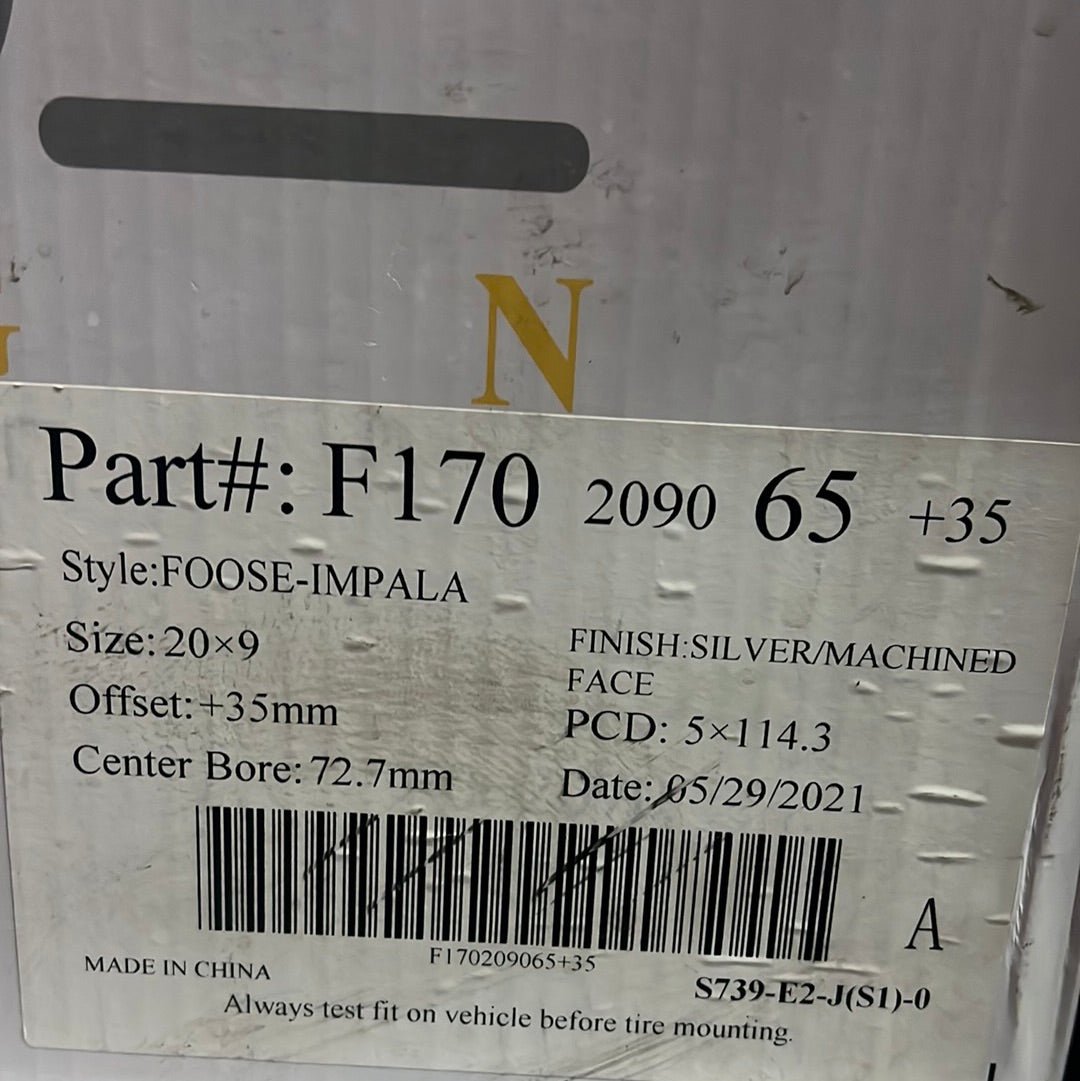 N
Part#: F170 2090 65 +35
Style:FOOSE-IMPALA
Size:20×9
FINISH:SILVER/MACHINED
FACE
Offset:+35mm
PCD: 5×114.3
Center Bore:72.7mm
Date: 05/29/2021
A
F170209065+35
MADE IN CHINA
S739-E2-J(S1)-0
Always test fit on vehicle before tire mounting.